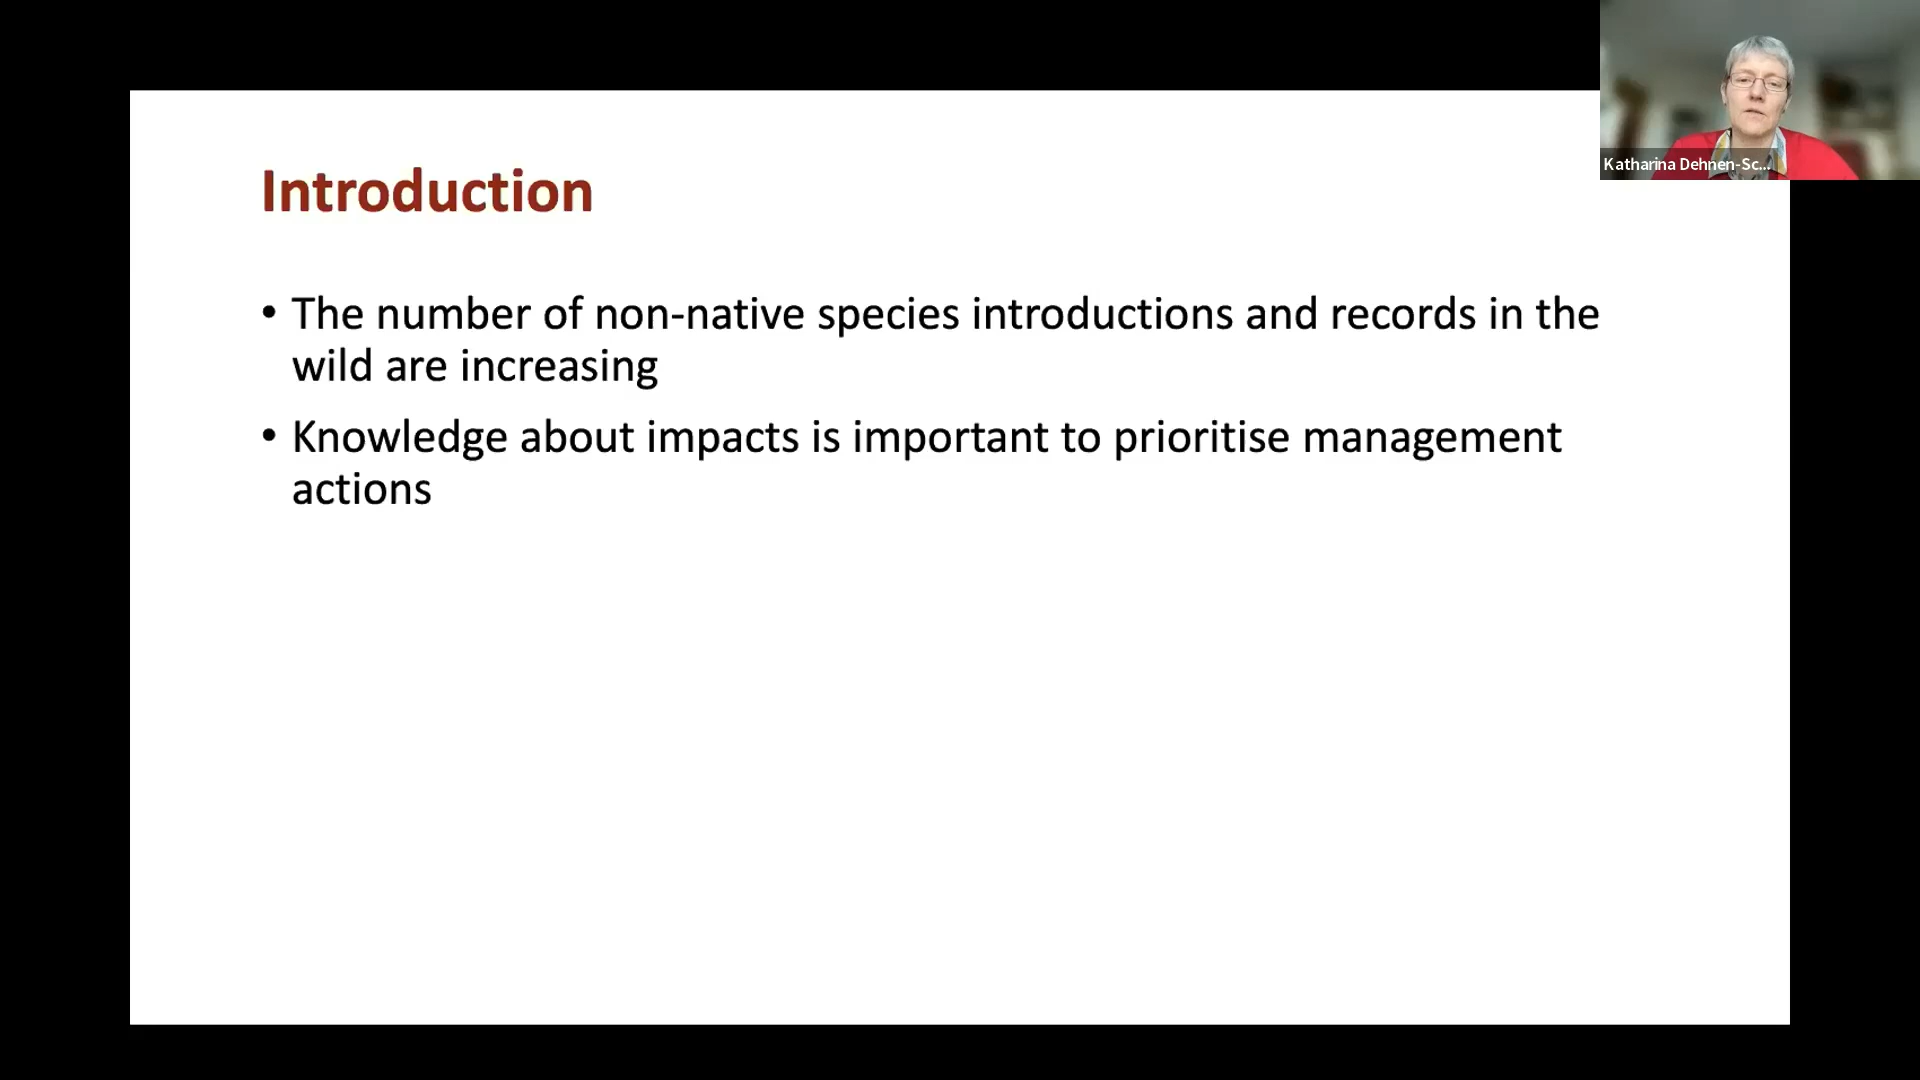 Introduction
• The number of non-native species introductions and records in the
wild are increasing
• Knowledge about impacts is important to prioritise management
actions
Katharina Dehnen-Sc...